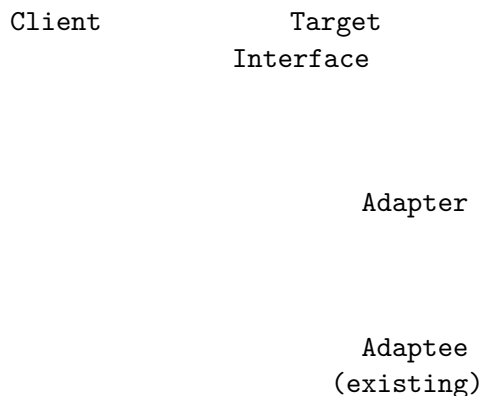 Client Target
Interface
Adapter
Adaptee
(existing)